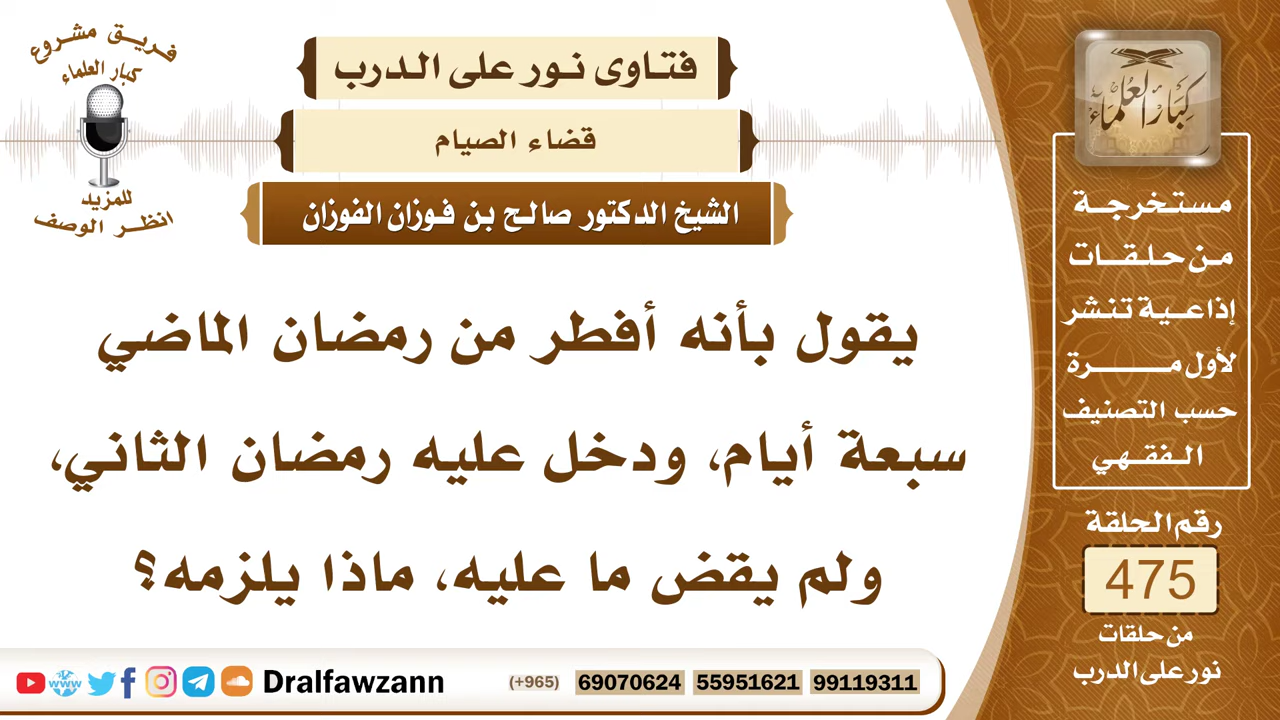 فريق مشروع
كبار العلماء
للمزيد
انظر الوصف
فتاوى نور على الدرب
قضاء الصيام
الشيخ الدكتور صالح بن فوزان الفوزان
يقول بأنه أفطر من رمضان الماضي
سبعة أيام، ودخل عليه رمضان الثاني،
ولم يقض ما عليه، ماذا يلزمه؟
كبار العلماء
مستخرجة
من حلقات
إذاعية تنشر
لأول مرة
حسب التصنيف
الفقهي
رقم الحلقة
475
من حلقات
نور على الدرب
www
Dralfawzann
(+965) 69070624 55951621 99119311